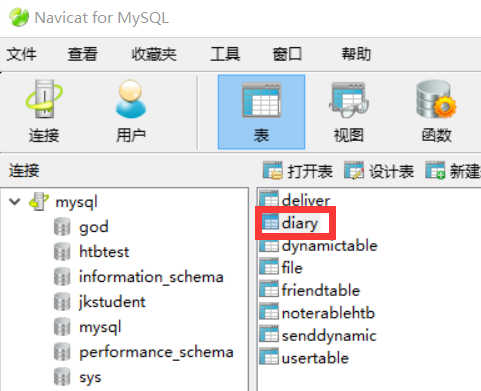 Navicat for MySQL
文件 查看 收藏夹 工具 窗口 帮助
连接 用户 表 视图 函数
连接 打开表 设计表 新建
mysql
god
htbtest
information_schema
jkstudent
mysql
performance_schema
sys
deliver
diary
dynamictable
file
friendtable
noterablehtb
senddynamic
usertable